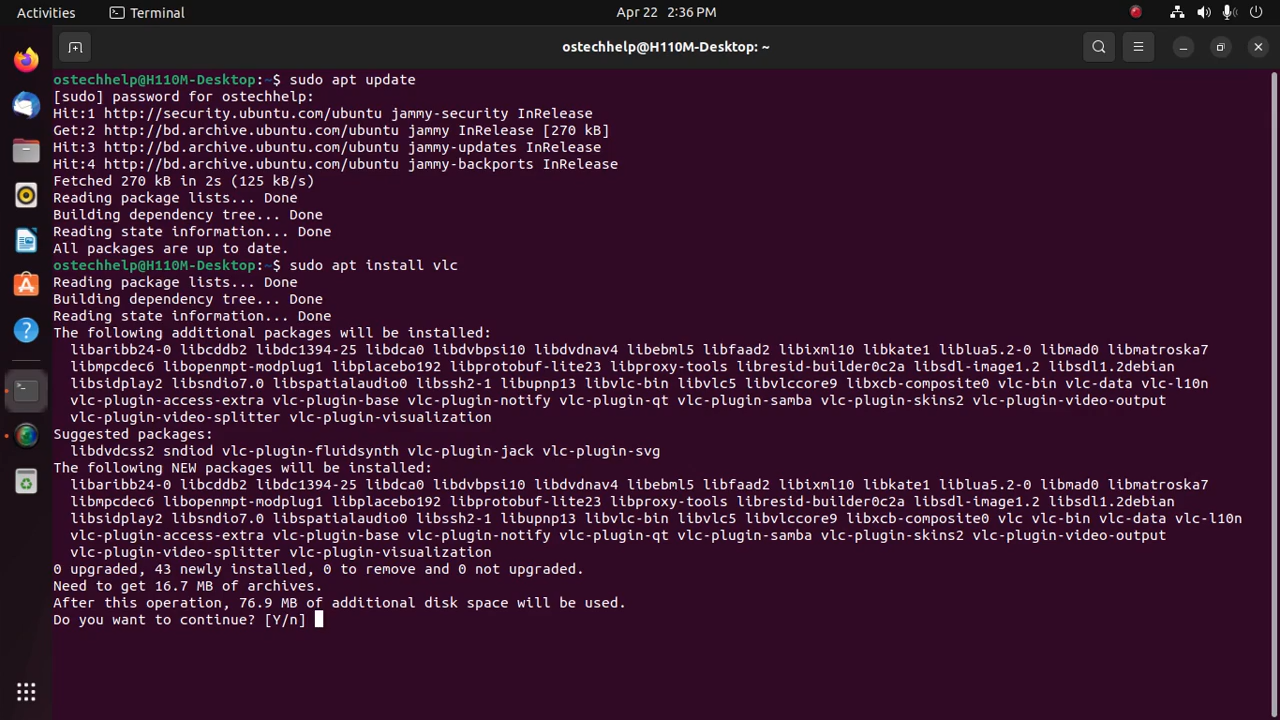 Activities
Terminal
Apr 22 2:36 PM
ostechhelp@H110M-Desktop: ~
ostechhelp@H110M-Desktop:~$ sudo apt update
[sudo] password for ostechhelp:
Hit:1 http://security.ubuntu.com/ubuntu jammy-security InRelease
Get:2 http://bd.archive.ubuntu.com/ubuntu jammy InRelease [270 kB]
Hit:3 http://bd.archive.ubuntu.com/ubuntu jammy-updates InRelease
Hit:4 http://bd.archive.ubuntu.com/ubuntu jammy-backports InRelease
Fetched 270 kB in 2s (125 kB/s)
Reading package lists... Done
Building dependency tree... Done
Reading state information... Done
All packages are up to date.
ostechhelp@H110M-Desktop:~$ sudo apt install vlc
Reading package lists... Done
Building dependency tree... Done
Reading state information... Done
The following additional packages will be installed:
libaribb24-0 libcddb2 libdc1394-25 libdca0 libdvbpsi10 libdvdnav4 libebml5 libfaad2 libixml10 libkate1 liblua5.2-0 libmad0 libmatroska7
libmpcdec6 libopenmpt-modplug1 libplacebo192 libprotobuf-lite23 libproxy-tools libresid-builder0c2a libsdl-image1.2 libsdl1.2debian
libsidplay2 libsndio7.0 libspatialaudio0 libssh2-1 libupnp13 libvlc-bin libvlc5 libvlccore9 libxcb-composite0 vlc-bin vlc-data vlc-l10n
vlc-plugin-access-extra vlc-plugin-base vlc-plugin-notify vlc-plugin-qt vlc-plugin-samba vlc-plugin-skins2 vlc-plugin-video-output
vlc-plugin-video-splitter vlc-plugin-visualization
Suggested packages:
libdvdcss2 sndiod vlc-plugin-fluidsynth vlc-plugin-jack vlc-plugin-svg
The following NEW packages will be installed:
libaribb24-0 libcddb2 libdc1394-25 libdca0 libdvbpsi10 libdvdnav4 libebml5 libfaad2 libixml10 libkate1 liblua5.2-0 libmad0 libmatroska7
libmpcdec6 libopenmpt-modplug1 libplacebo192 libprotobuf-lite23 libproxy-tools libresid-builder0c2a libsdl-image1.2 libsdl1.2debian
libsidplay2 libsndio7.0 libspatialaudio0 libssh2-1 libupnp13 libvlc-bin libvlc5 libvlccore9 libxcb-composite0 vlc vlc-bin vlc-data vlc-l10n
vlc-plugin-access-extra vlc-plugin-base vlc-plugin-notify vlc-plugin-qt vlc-plugin-samba vlc-plugin-skins2 vlc-plugin-video-output
vlc-plugin-video-splitter vlc-plugin-visualization
0 upgraded, 43 newly installed, 0 to remove and 0 not upgraded.
Need to get 16.7 MB of archives.
After this operation, 76.9 MB of additional disk space will be used.
Do you want to continue? [Y/n]